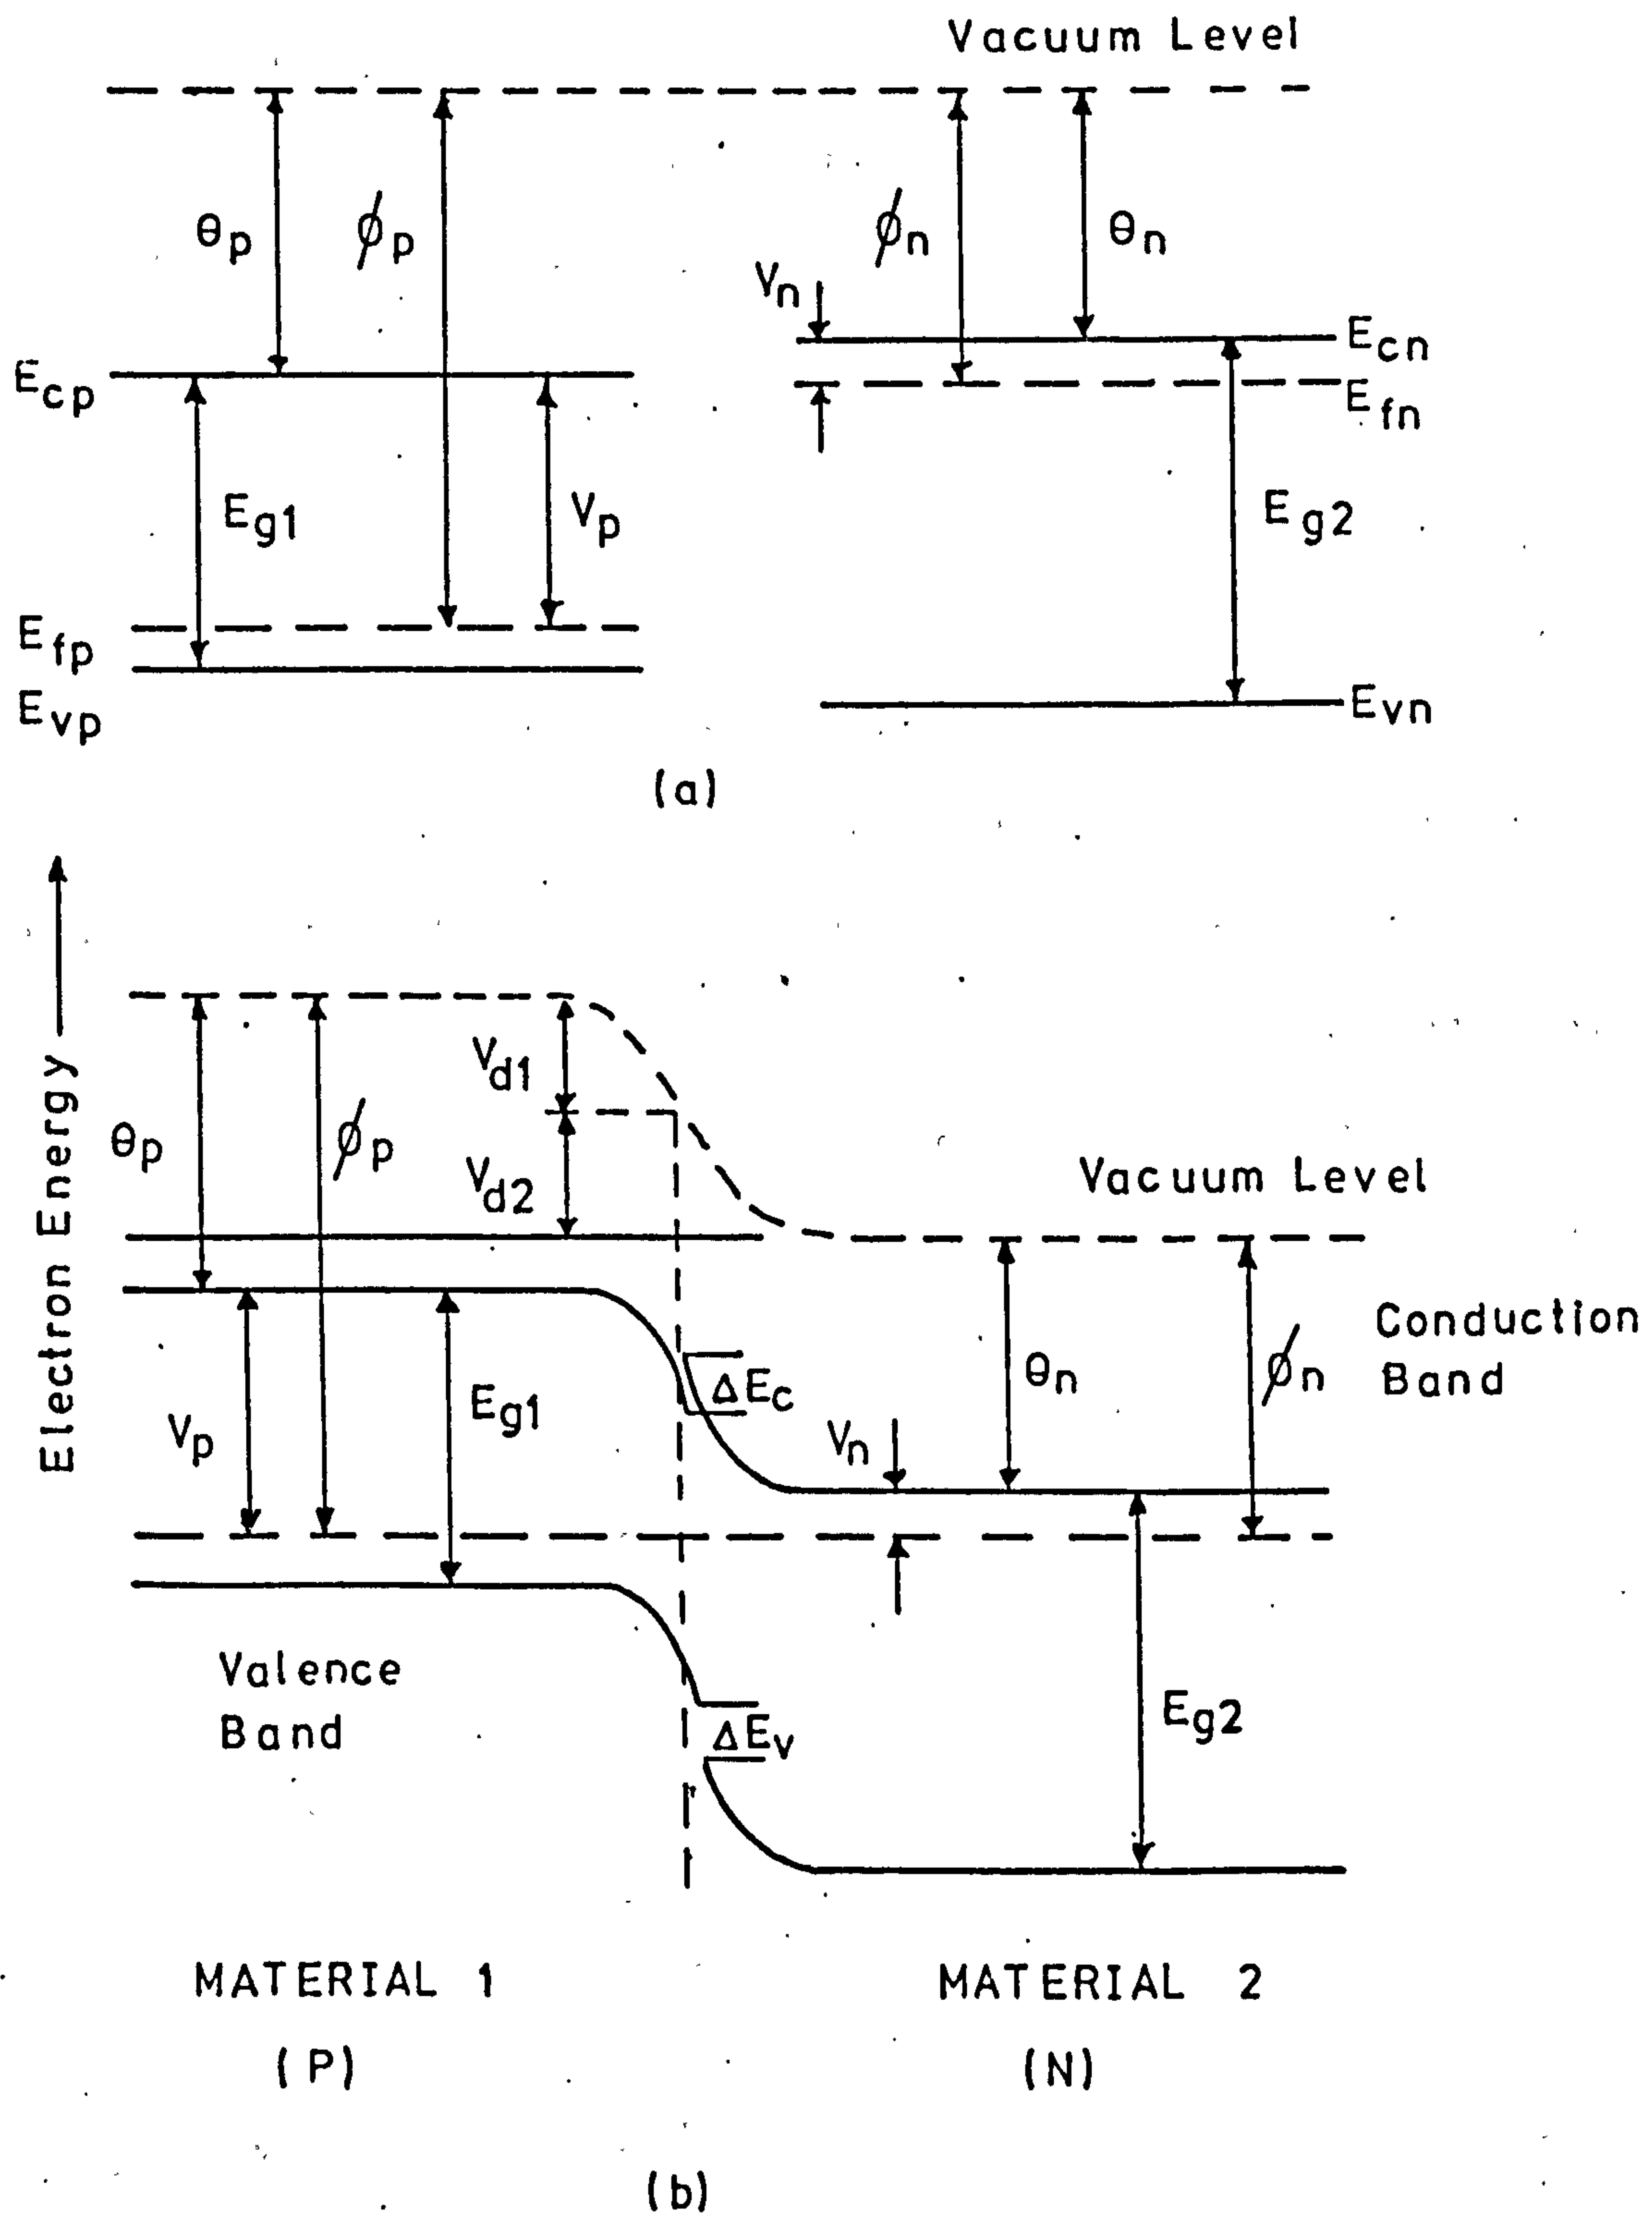 Vacuum Level
θp
ϕp
ϕn
θn
Vn
Ecn
Ecp
Efn
Eg1
Vp
Eg2
Efp
Evp
Evn
(a)
Electron Energy
Vd1
θp
ϕp
Vd2
Vacuum Level
Conduction
Band
θn
ϕn
ΔEc
Eg1
Vp
Vn
Valence
Band
Eg2
ΔEv
MATERIAL 1
MATERIAL 2
(P)
(N)
(b)